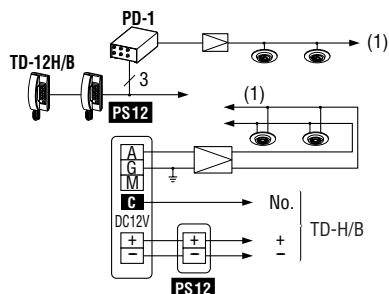 PD-1
(1)
TD-12H/B
3
PS12
(1)
A
G
M
C
No.
DC12V
TD-H/B
+ + +
− − −
PS12